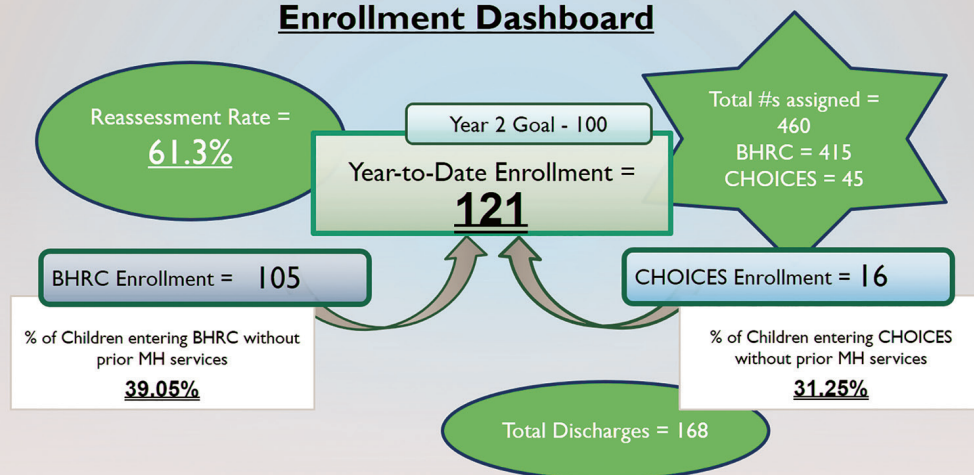 Enrollment Dashboard
Reassessment Rate =
61.3%
Year 2 Goal - 100
Year-to-Date Enrollment =
121
Total #s assigned =
460
BHRC = 415
CHOICES = 45
BHRC Enrollment = 105
CHOICES Enrollment = 16
% of Children entering BHRC without
prior MH services
39.05%
% of Children entering CHOICES
without prior MH services
31.25%
Total Discharges = 168